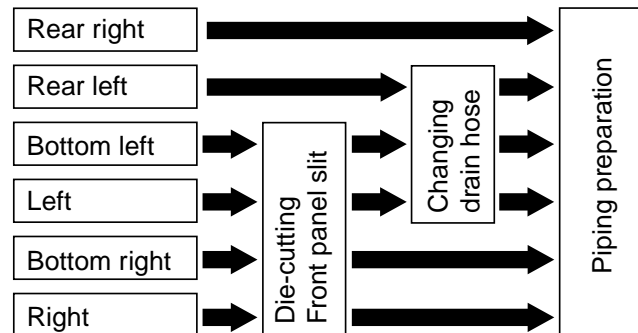 Rear right
Rear left
Bottom left
Left
Bottom right
Right
Die-cutting
Front panel slit
Changing
drain hose
Piping preparation